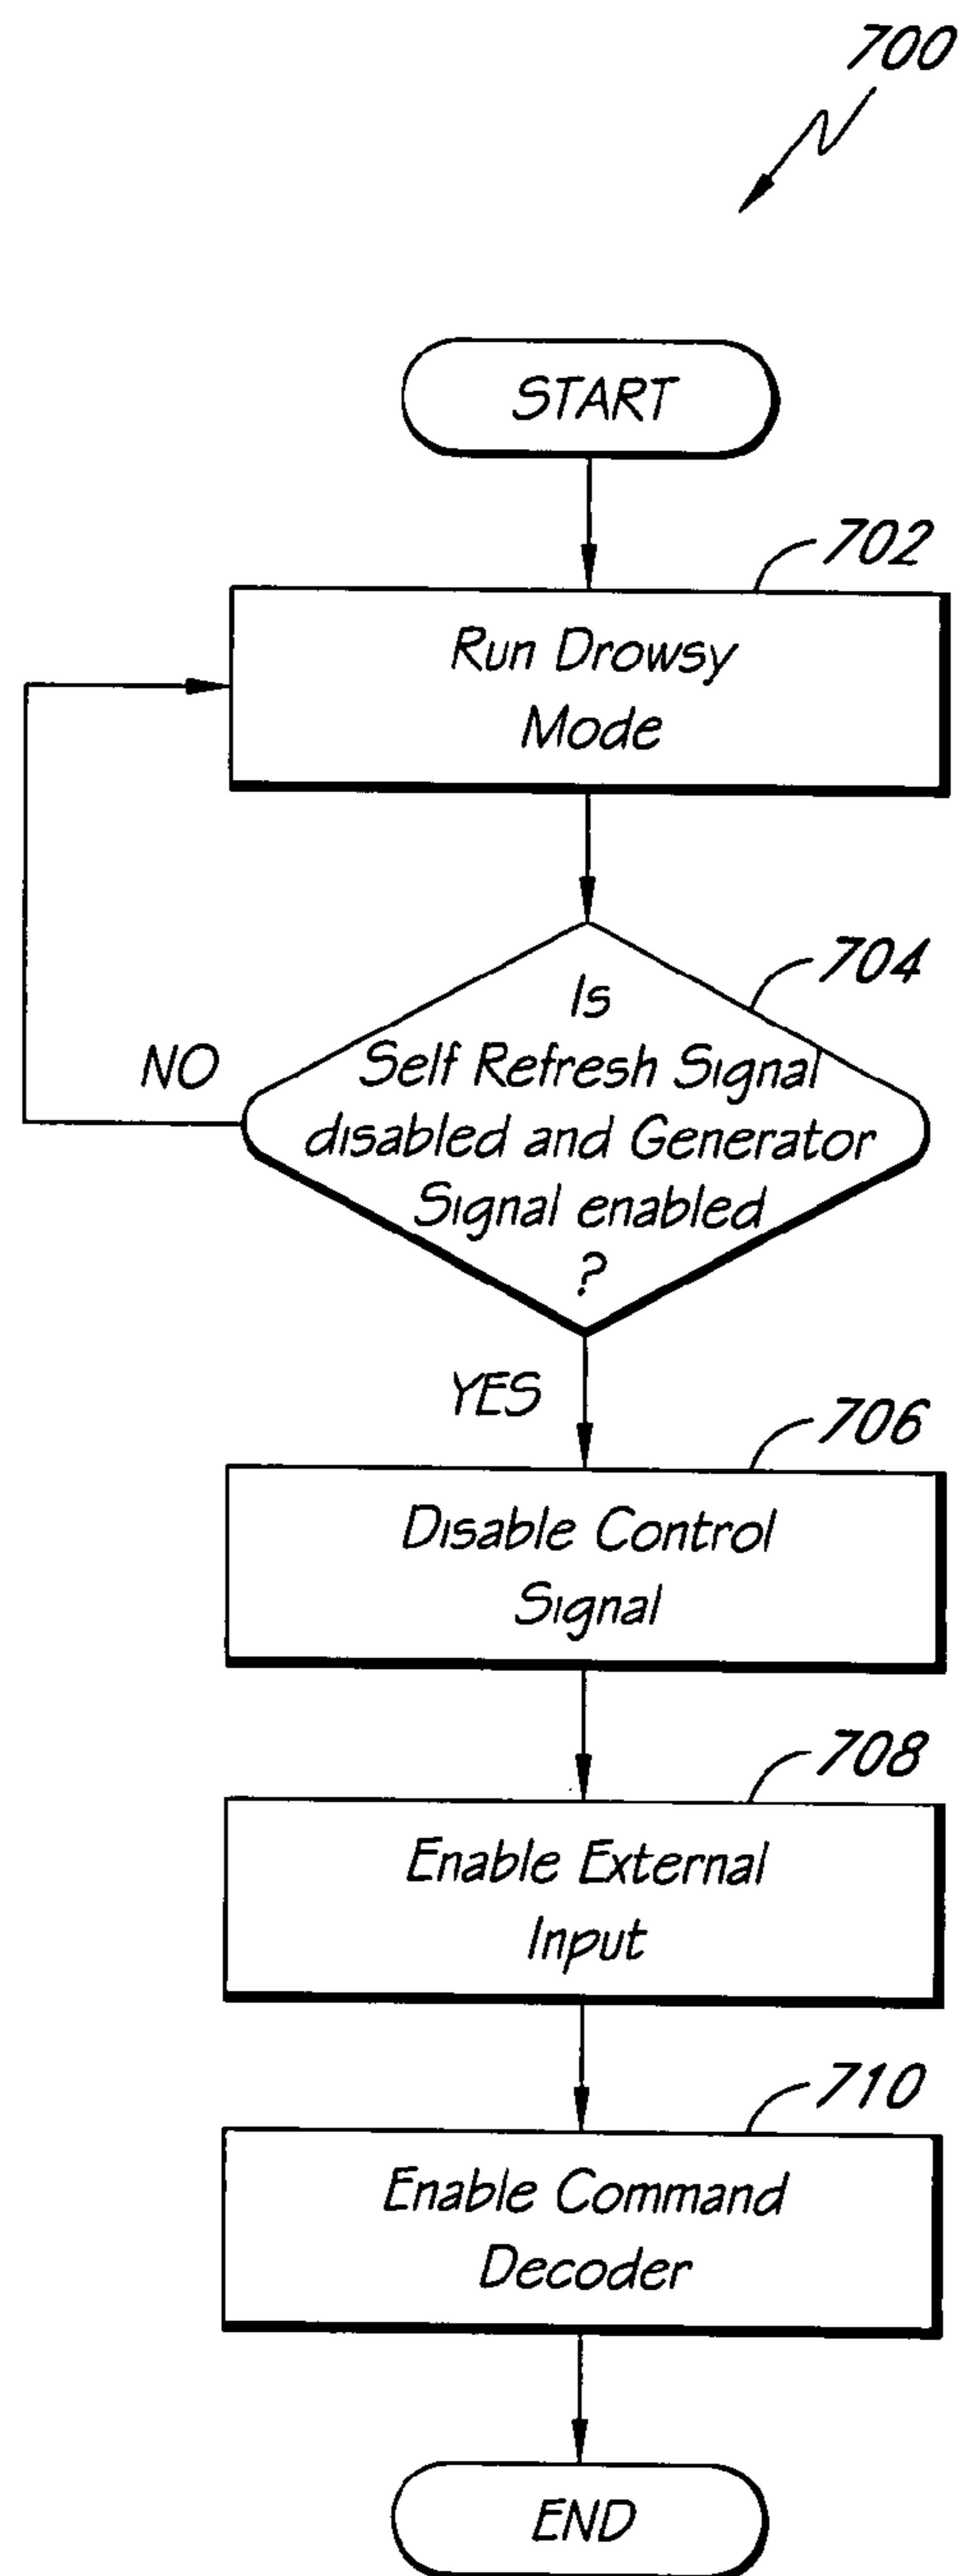 700
START
702
Run Drowsy
Mode
704
Is
Self Refresh Signal
disabled and Generator
Signal enabled
?
NO
YES
706
Disable Control
Signal
708
Enable External
Input
710
Enable Command
Decoder
END